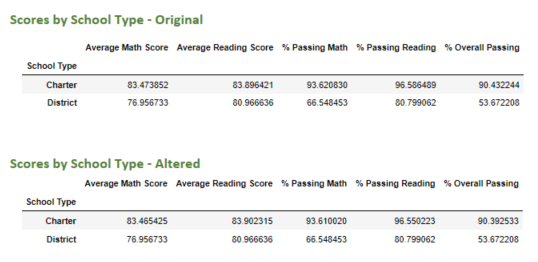 Scores by School Type - Original
Average Math Score Average Reading Score % Passing Math % Passing Reading % Overall Passing
School Type
Charter 83.473852 83.896421 93.620830 96.586489 90.432244
District 76.956733 80.966636 66.548453 80.799062 53.672208
Scores by School Type - Altered
Average Math Score Average Reading Score % Passing Math % Passing Reading % Overall Passing
School Type
Charter 83.465425 83.902315 93.610020 96.550223 90.392533
District 76.956733 80.966636 66.548453 80.799062 53.672208